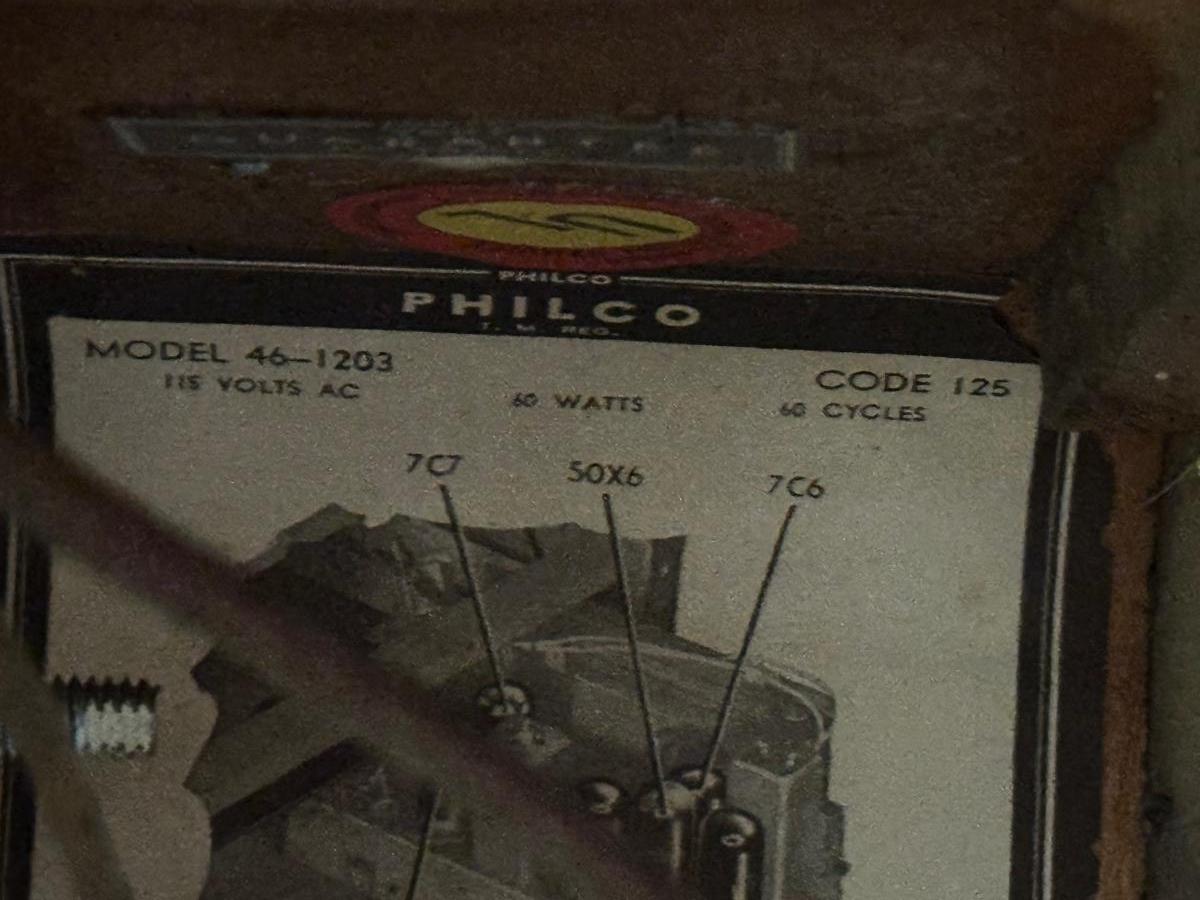 PHILCO
PHILCO
T. M. REG.
MODEL 46-1203 CODE 125
115 VOLTS AC 60 WATTS 60 CYCLES
7C7 50X6 7C6